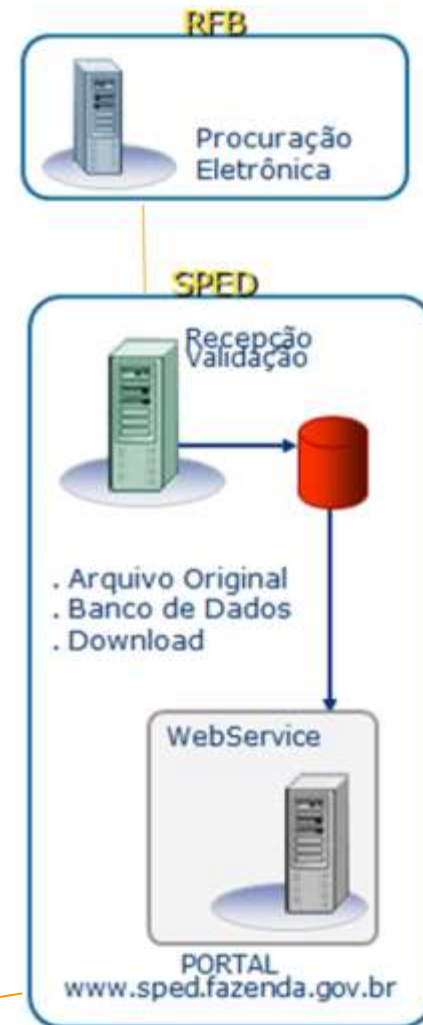 RFB
Procuração
Eletrônica
SPED
Recepção
Validação
. Arquivo Original
. Banco de Dados
. Download
WebService
PORTAL
www.sped.fazenda.gov.br